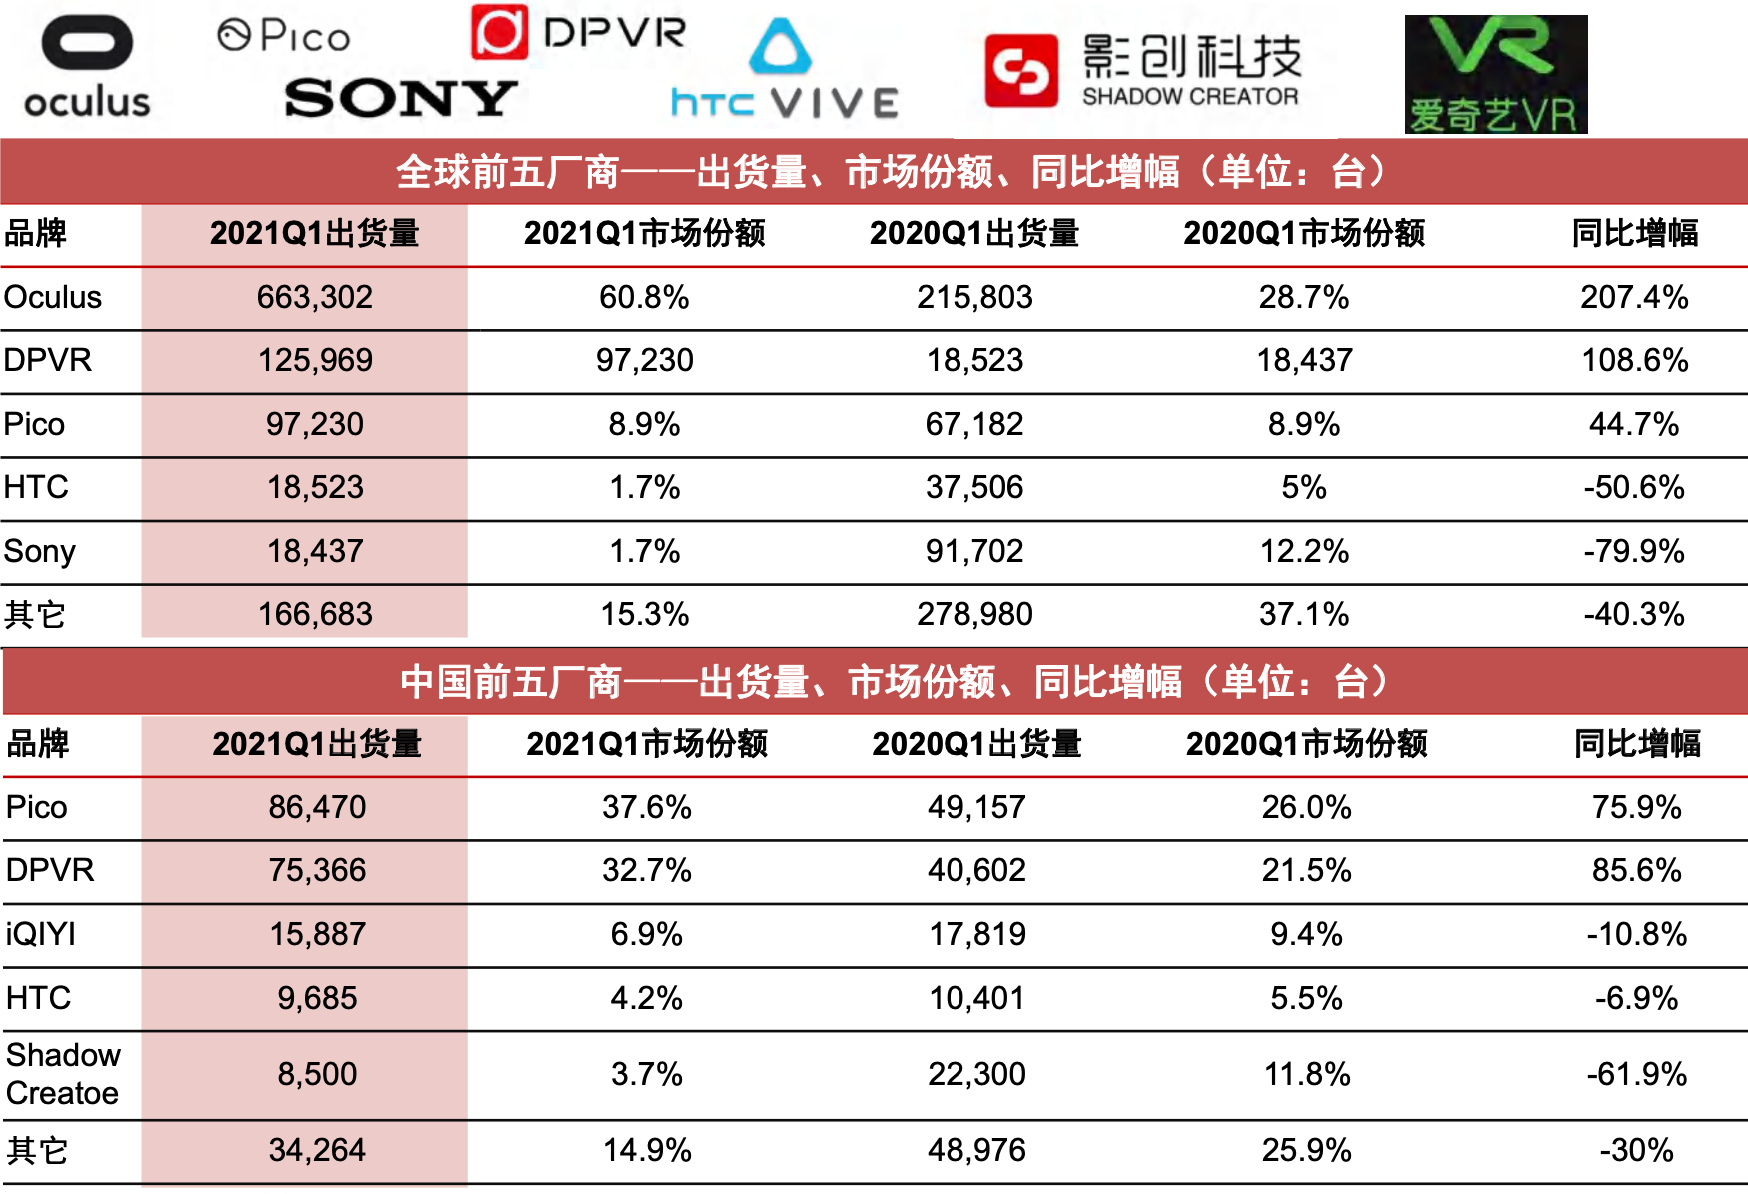 oculus
Pico
DPVR
SONY
htc VIVE
影创科技
SHADOW CREATOR
VR
爱奇艺VR
全球前五厂商——出货量、市场份额、同比增幅（单位：台）
品牌 2021Q1出货量 2021Q1市场份额 2020Q1出货量 2020Q1市场份额 同比增幅
Oculus 663,302 60.8% 215,803 28.7% 207.4%
DPVR 125,969 97,230 18,523 18,437 108.6%
Pico 97,230 8.9% 67,182 8.9% 44.7%
HTC 18,523 1.7% 37,506 5% -50.6%
Sony 18,437 1.7% 91,702 12.2% -79.9%
其它 166,683 15.3% 278,980 37.1% -40.3%
中国前五厂商——出货量、市场份额、同比增幅（单位：台）
品牌 2021Q1出货量 2021Q1市场份额 2020Q1出货量 2020Q1市场份额 同比增幅
Pico 86,470 37.6% 49,157 26.0% 75.9%
DPVR 75,366 32.7% 40,602 21.5% 85.6%
iQIYI 15,887 6.9% 17,819 9.4% -10.8%
HTC 9,685 4.2% 10,401 5.5% -6.9%
Shadow
Creatoe 8,500 3.7% 22,300 11.8% -61.9%
其它 34,264 14.9% 48,976 25.9% -30%